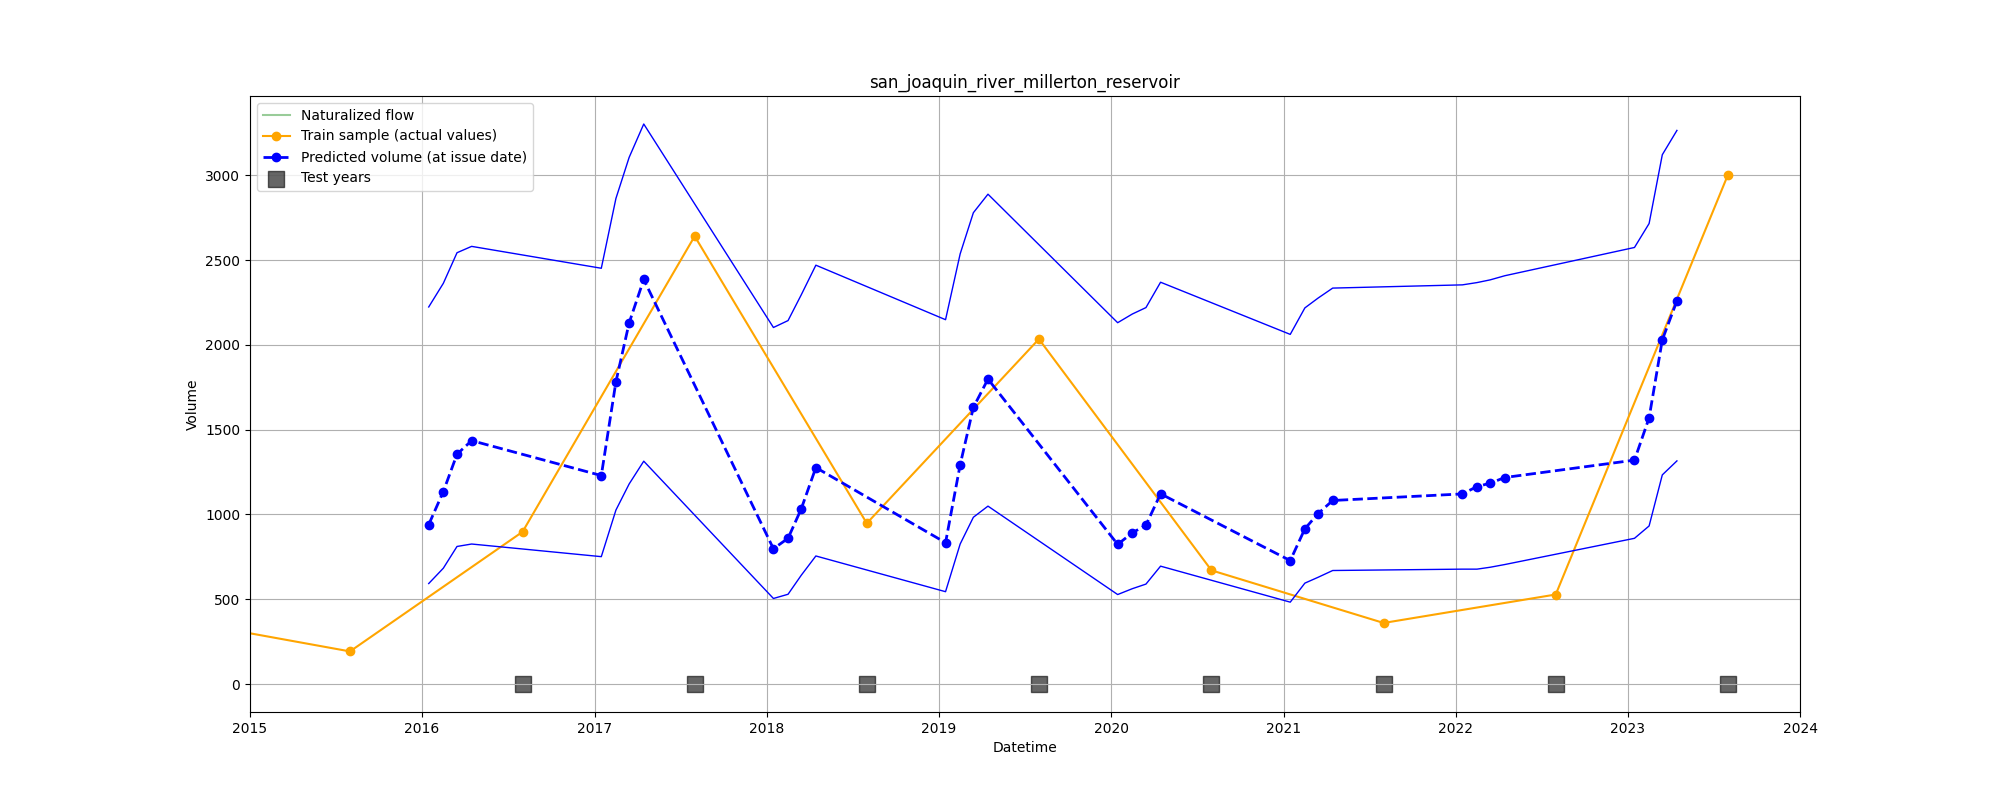 san_joaquin_river_millerton_reservoir
Naturalized flow
Train sample (actual values)
Predicted volume (at issue date)
Test years
Volume
3000
2500
2000
1500
1000
500
0
2015 2016 2017 2018 2019 2020 2021 2022 2023 2024
Datetime